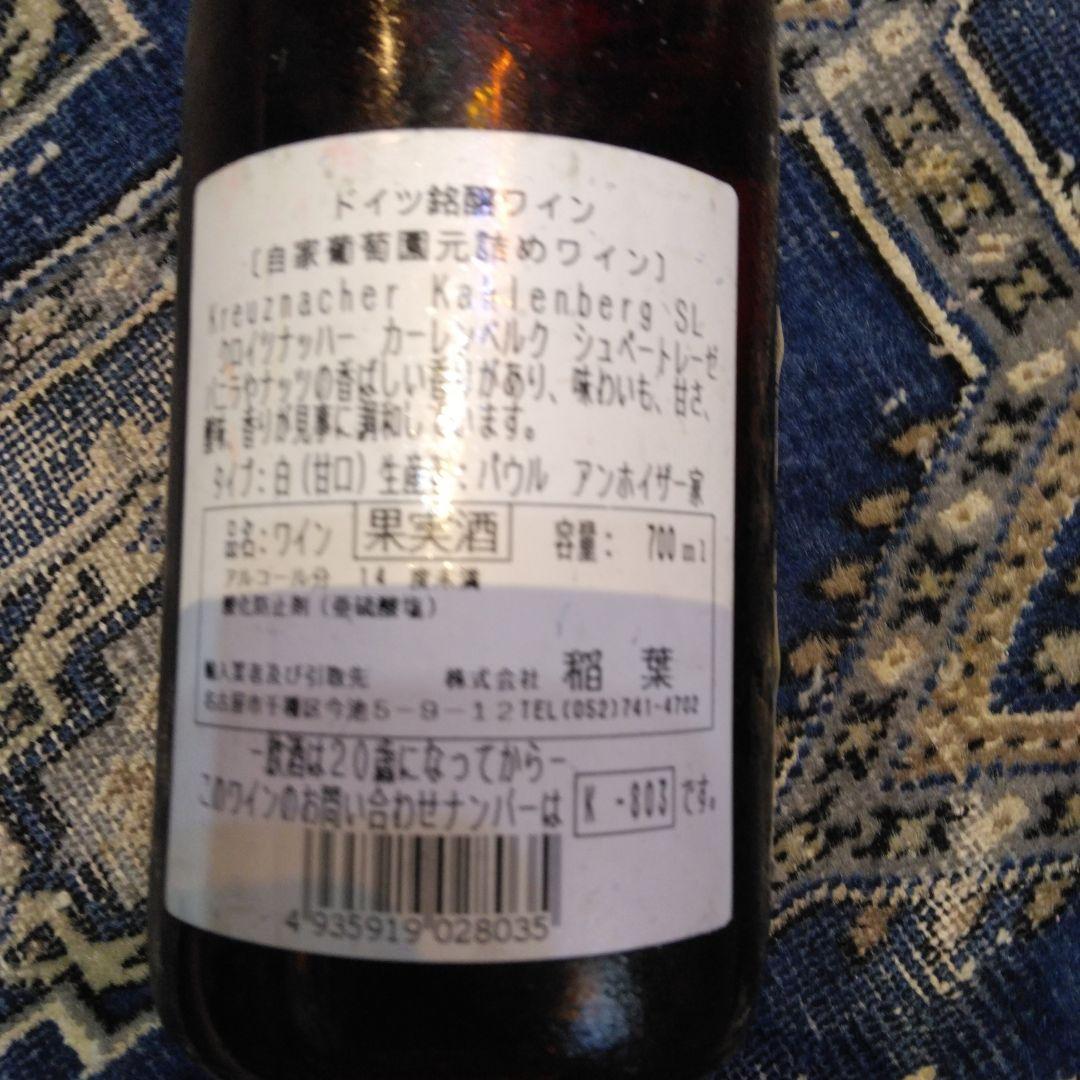 ドイツ銘醸ワイン
[自家葡萄園元詰めワイン]
Kreuznacher Kahlenberg SL
クロイツナッハー カーレンベルク シュペートレーゼ
バニラやナッツの香ばしい香りがあり、味わいも、甘さ、
酸味、香りが見事に調和しています。
タイプ:白(甘口) 生産者:パウル アンホイザー家
品名:ワイン 果実酒 容量: 700ml
アルコール分 14 度未満
酸化防止剤(亜硫酸塩)
輸入業者及び引取先 株式会社 稲葉
名古屋市千種区今池5-9-12TEL(052)741-4702
-飲酒は20歳になってから-
このワインのお問い合わせナンバーは K -803 です。
4 935919 028035